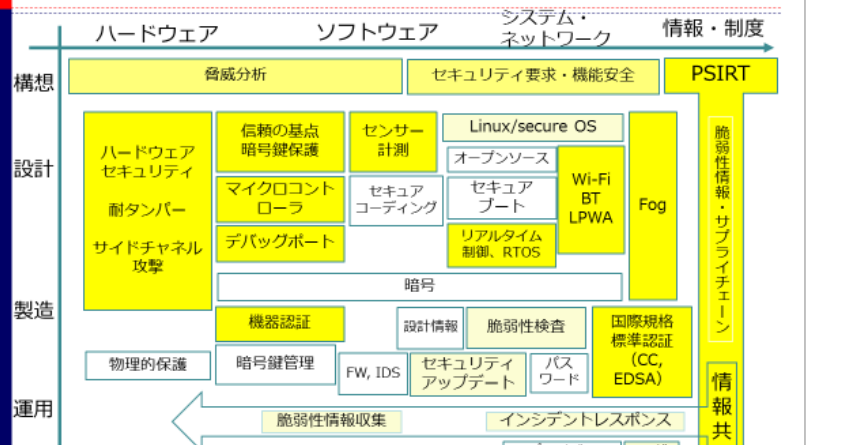 ハードウェア
ソフトウェア
システム・
ネットワーク
情報・制度
構想
脅威分析
セキュリティ要求・機能安全
PSIRT
設計
ハードウェア
セキュリティ
耐タンパー
サイドチャネル
攻撃
信頼の基点
暗号鍵保護
センサー
計測
Linux/secure OS
オープンソース
マイクロコント
ローラ
セキュア
コーディング
セキュア
ブート
Wi-Fi
BT
LPWA
Fog
デバッグポート
リアルタイム
制御、RTOS
脆弱性情報・サプライチェーン
暗号
製造
機器認証
設計情報
脆弱性検査
国際規格
標準認証
(CC,
EDSA)
物理的保護
暗号鍵管理
FW, IDS
セキュリティ
アップデート
パス
ワード
運用
脆弱性情報収集
インシデントレスポンス
情報共